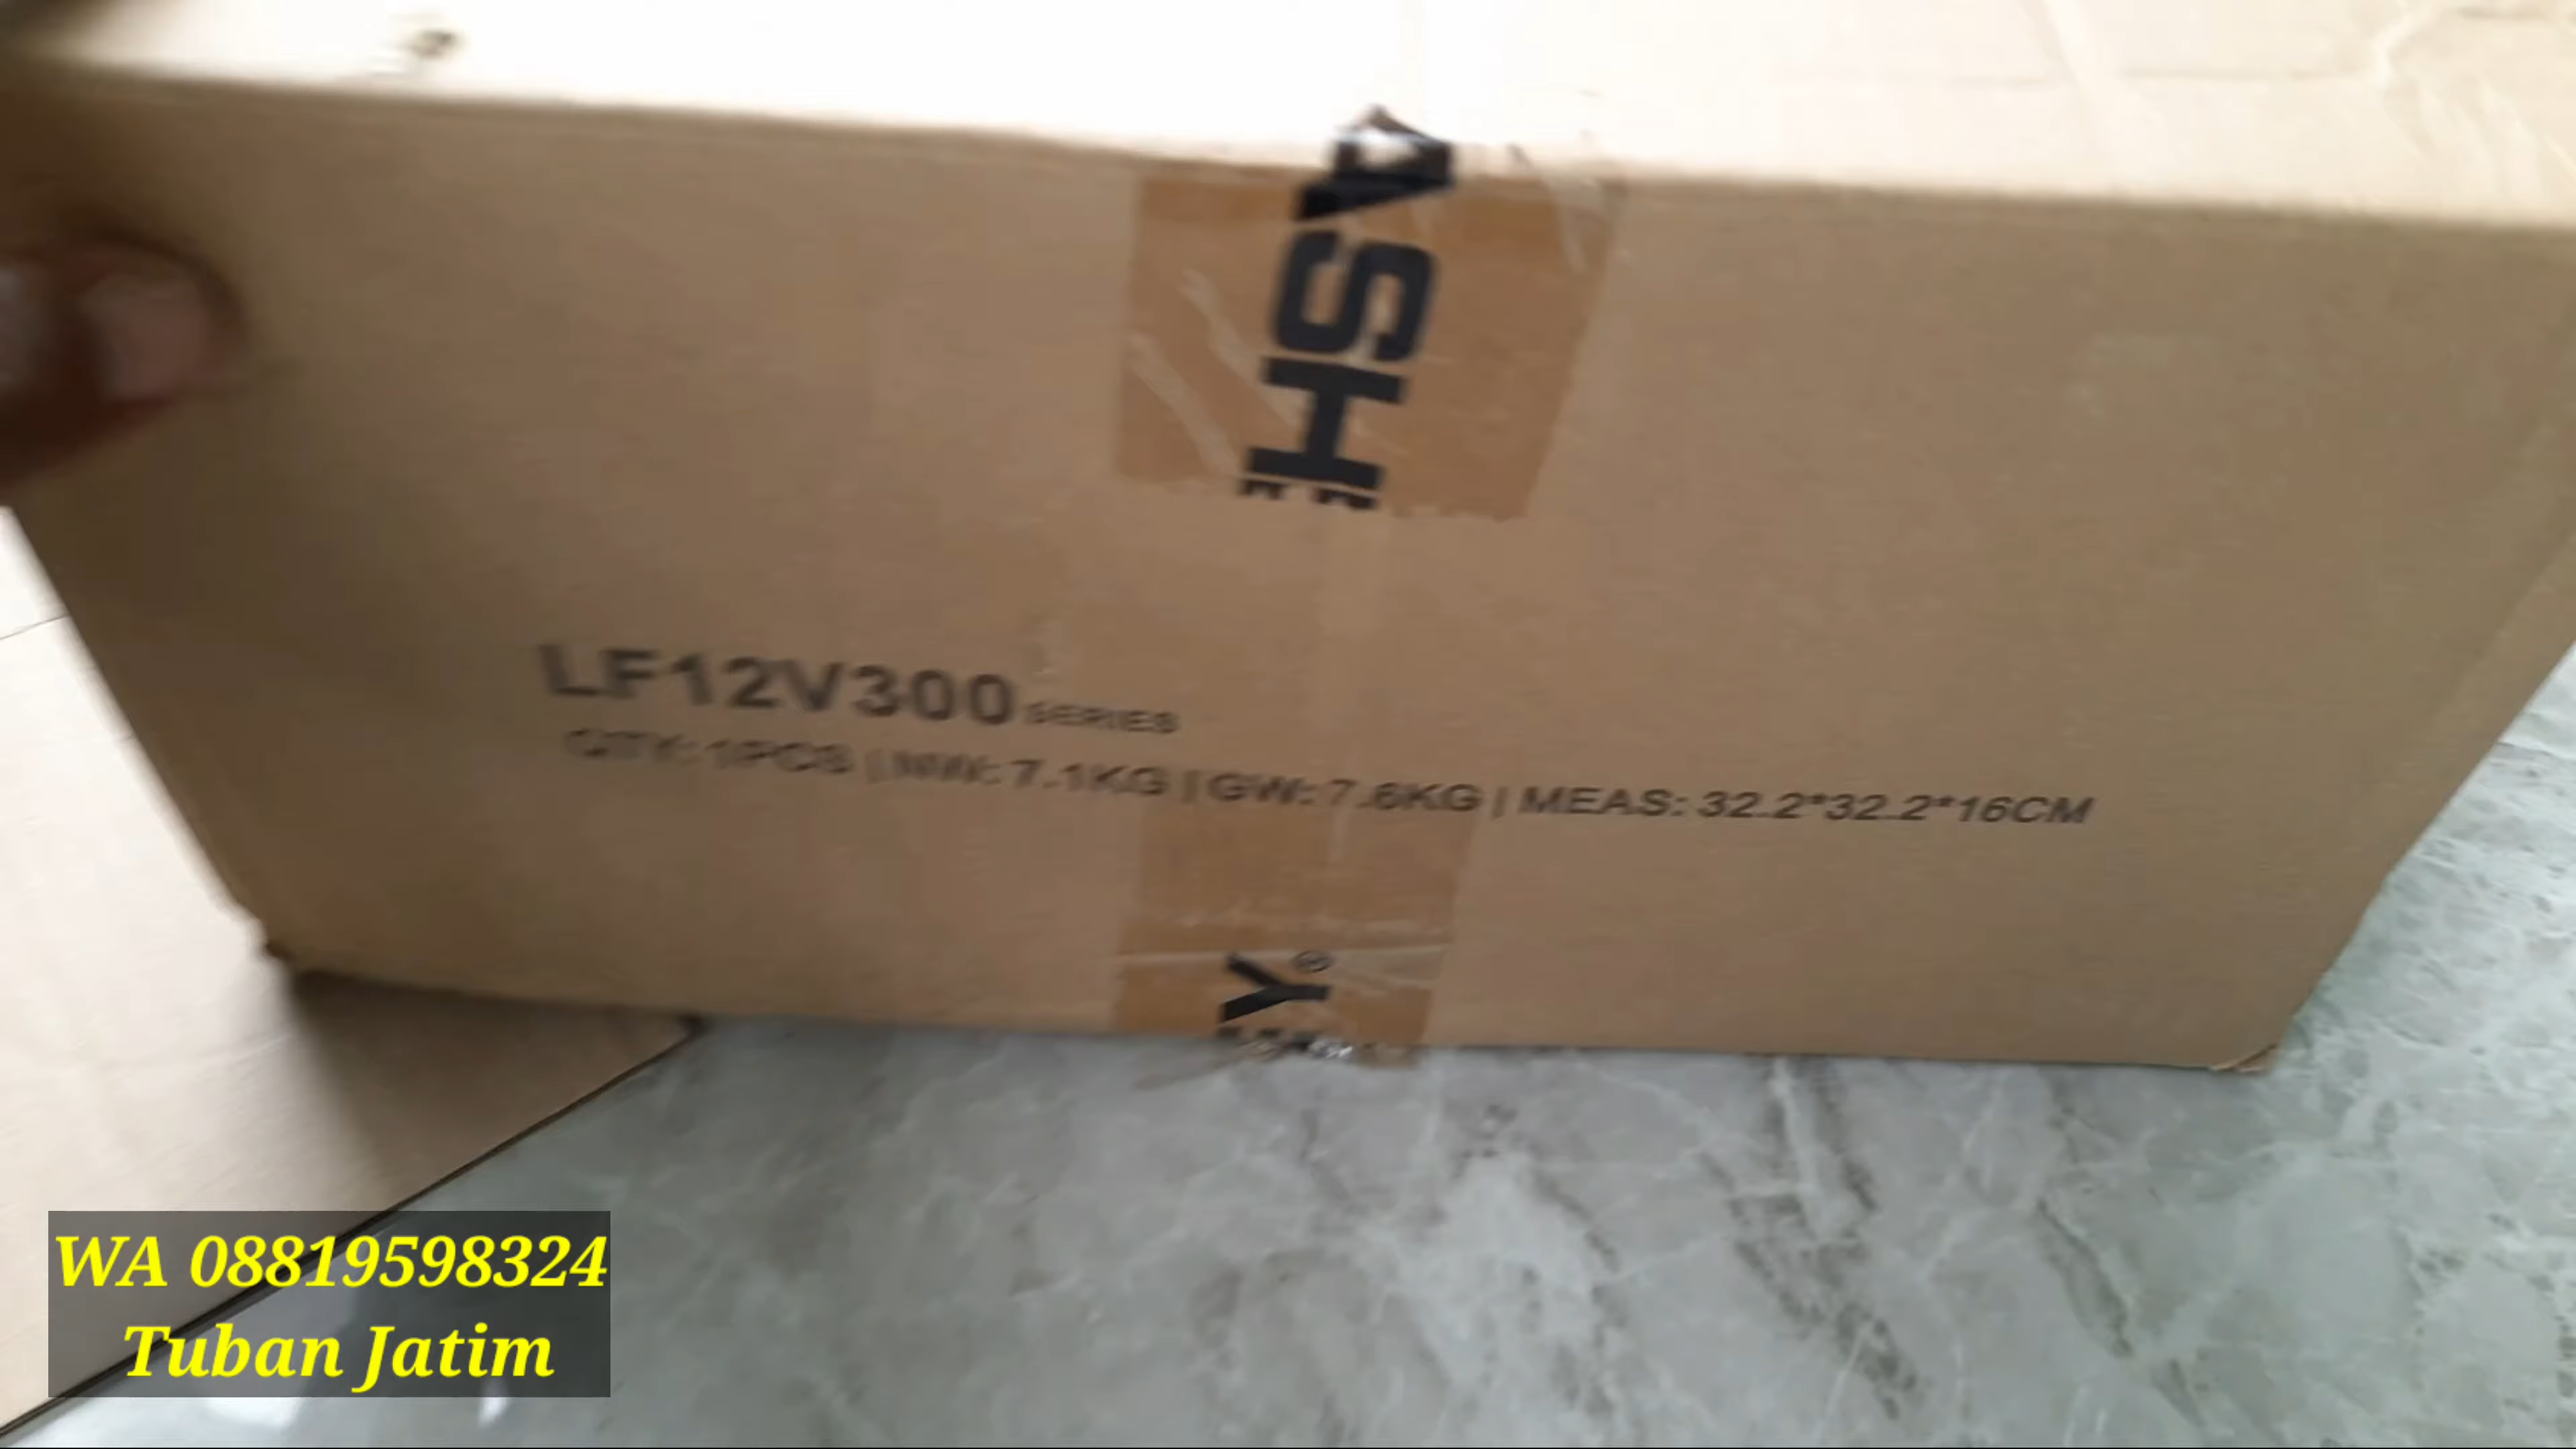 ASH
LF12V300 SERIES
QTY: 1PCS | NW: 7.1KG | GW: 7.6KG | MEAS: 32.2*32.2*16CM
Y®
WA 08819598324
Tuban Jatim